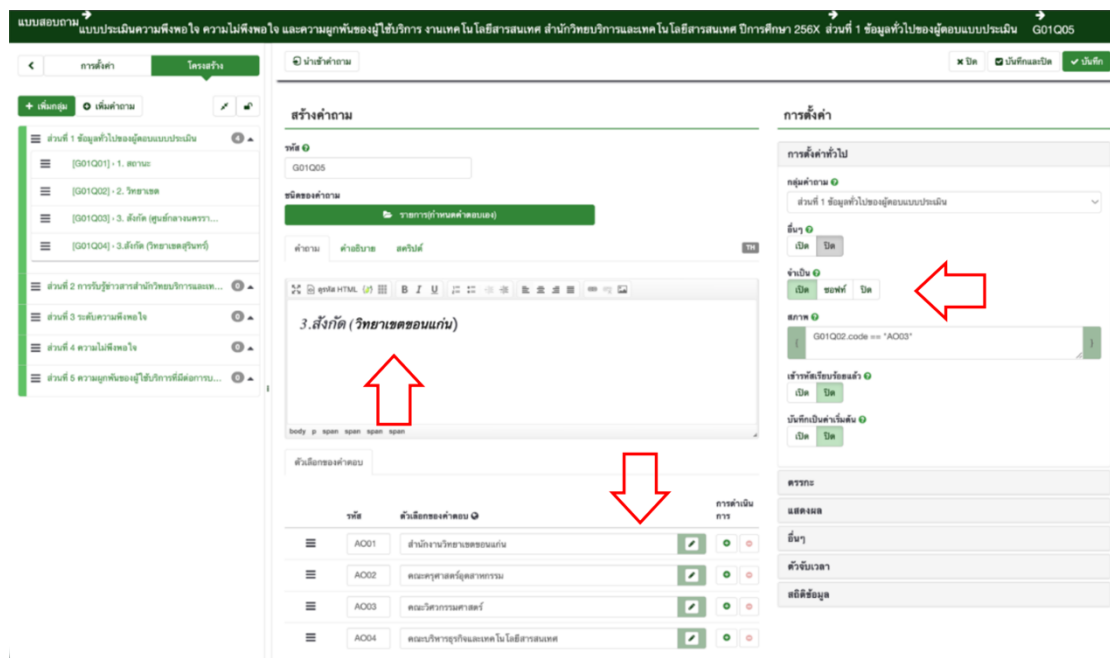 แบบสอบถาม
แบบประเมินความพึงพอใจ ความไม่พึงพอใจ และความผูกพันของผู้ใช้บริการ งานเทคโนโลยีสารสนเทศ สำนักวิทยบริการและเทคโนโลยีสารสนเทศ ปีการศึกษา 256X ส่วนที่ 1 ข้อมูลทั่วไปของผู้ตอบแบบประเมิน G01Q05
การตั้งค่า โครงสร้าง
นำเข้าคำถาม
ปิด บันทึกและปิด บันทึก
เพิ่มกลุ่ม เพิ่มคำถาม
ส่วนที่ 1 ข้อมูลทั่วไปของผู้ตอบแบบประเมิน 4
[G01Q01] - 1. สถานะ
[G01Q02] - 2. วิทยาเขต
[G01Q03] - 3. สังกัด (ศูนย์กลางนครรา...
[G01Q04] - 3.สังกัด (วิทยาเขตสุรินทร์)
ส่วนที่ 2 การรับรู้ข่าวสารสำนักวิทยบริการและเท... 0
ส่วนที่ 3 ระดับความพึงพอใจ 0
ส่วนที่ 4 ความไม่พึงพอใจ 0
ส่วนที่ 5 ความผูกพันของผู้ใช้บริการที่มีต่อการบ... 0
สร้างคำถาม
รหัส
G01Q05
ชนิดของคำถาม
รายการ(กำหนดคำตอบเอง)
คำถาม คำอธิบาย สคริปต์ TH
ดูรหัส HTML B I U
3.สังกัด (วิทยาเขตขอนแก่น)
body p span span span span
ตัวเลือกของคำตอบ
รหัส ตัวเลือกของคำตอบ การดำเนินการ
AO01 สำนักงานวิทยาเขตขอนแก่น
AO02 คณะครุศาสตร์อุตสาหกรรม
AO03 คณะวิศวกรรมศาสตร์
AO04 คณะบริหารธุรกิจและเทคโนโลยีสารสนเทศ
การตั้งค่า
การตั้งค่าทั่วไป
กลุ่มคำถาม
ส่วนที่ 1 ข้อมูลทั่วไปของผู้ตอบแบบประเมิน
อื่นๆ
เปิด ปิด
จำเป็น
เปิด ซอฟท์ ปิด
สภาพ
{ G01Q02.code == "AO03" }
เข้ารหัสเรียบร้อยแล้ว
เปิด ปิด
บันทึกเป็นค่าเริ่มต้น
เปิด ปิด
ตรรกะ
แสดงผล
อื่นๆ
ตัวจับเวลา
สถิติข้อมูล